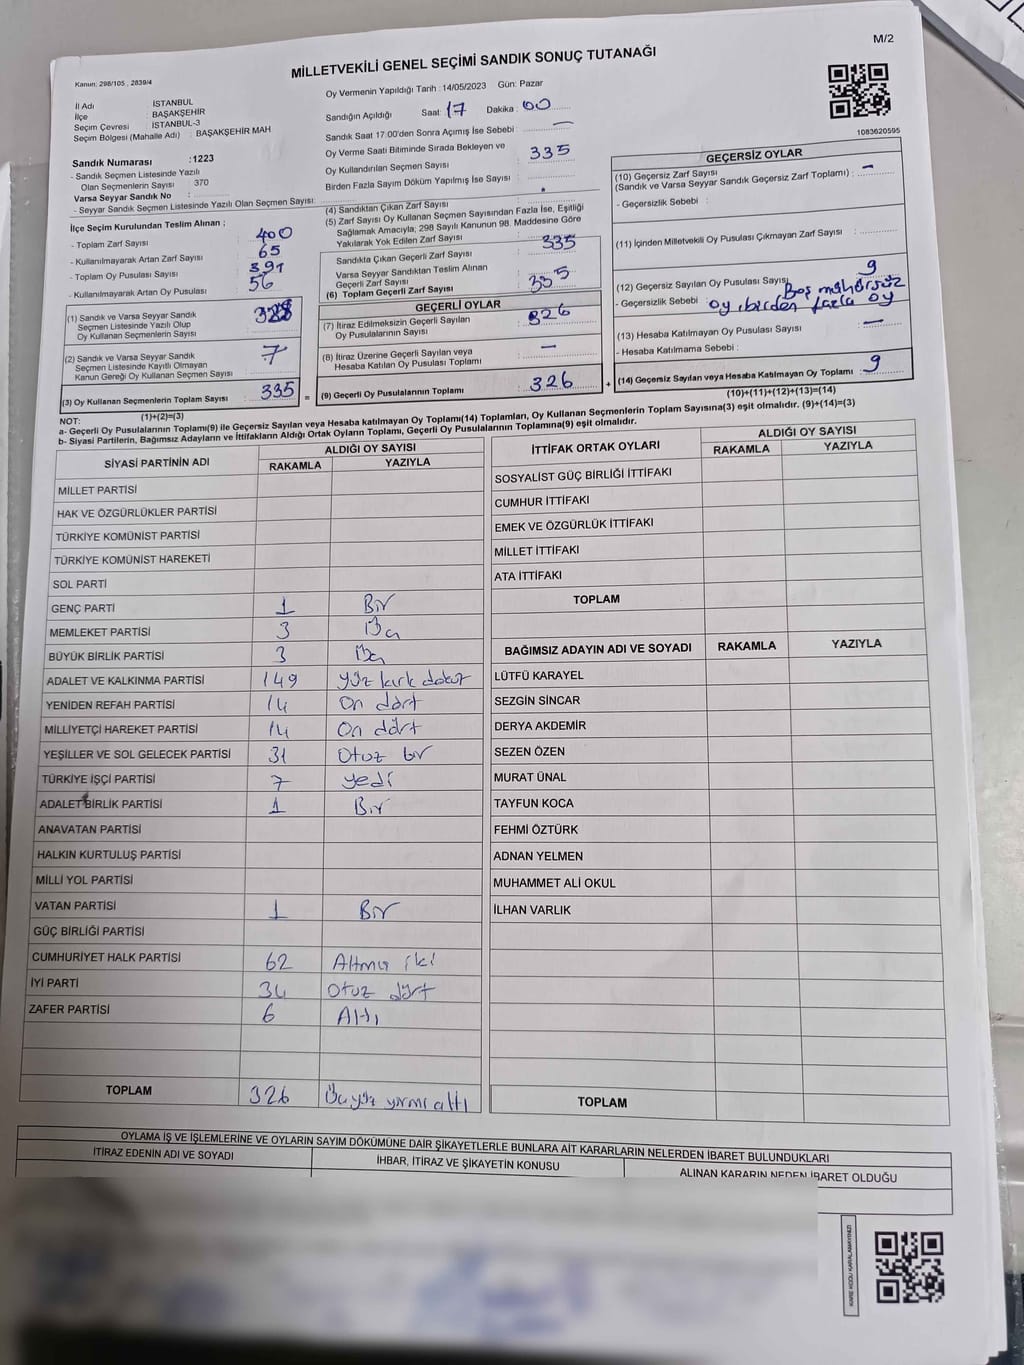 M/2
MİLLETVEKİLİ GENEL SEÇİMİ SANDIK SONUÇ TUTANAĞI
Kanun: 298/105 , 2839/4
Oy Vermenin Yapıldığı Tarih : 14/05/2023 Gün: Pazar
İl Adı : İSTANBUL
İlçe : BAŞAKŞEHİR
Seçim Çevresi : İSTANBUL-3
Seçim Bölgesi (Mahalle Adı) : BAŞAKŞEHİR MAH
Sandık Numarası :1223
- Sandık Seçmen Listesinde Yazılı
Olan Seçmenlerin Sayısı 370
Varsa Seyyar Sandık No :
- Seyyar Sandık Seçmen Listesinde Yazılı Olan Seçmen Sayısı:
İlçe Seçim Kurulundan Teslim Alınan ;
- Toplam Zarf Sayısı 400
- Kullanılmayarak Artan Zarf Sayısı 65
- Toplam Oy Pusulası Sayısı 391
- Kullanılmayarak Artan Oy Pusulası 56
(1) Sandık ve Varsa Seyyar Sandık
Seçmen Listesinde Yazılı Olup
Oy Kullanan Seçmenlerin Sayısı 328
(2) Sandık ve Varsa Seyyar Sandık
Seçmen Listesinde Kayıtlı Olmayan
Kanun Gereği Oy Kullanan Seçmen Sayısı 7
(3) Oy Kullanan Seçmenlerin Toplam Sayısı 335
(1)+(2)=(3)
Sandığın Açıldığı Saat: 17 Dakika : 00
Sandık Saat 17:00'den Sonra Açımış İse Sebebi : —
Oy Verme Saati Bitiminde Sırada Bekleyen ve
Oy Kullandırılan Seçmen Sayısı : 335
Birden Fazla Sayım Döküm Yapılmış İse Sayısı :
(4) Sandıktan Çıkan Zarf Sayısı :
(5) Zarf Sayısı Oy Kullanan Seçmen Sayısından Fazla İse, Eşitliği
Sağlamak Amacıyla; 298 Sayılı Kanunun 98. Maddesine Göre
Yakılarak Yok Edilen Zarf Sayısı :
Sandıkta Çıkan Geçerli Zarf Sayısı : 335
Varsa Seyyar Sandıktan Teslim Alınan
Geçerli Zarf Sayısı
(6) Toplam Geçerli Zarf Sayısı : 335
GEÇERLİ OYLAR
(7) İtiraz Edilmeksizin Geçerli Sayılan
Oy Pusulalarının Sayısı : 326
(8) İtiraz Üzerine Geçerli Sayılan veya
Hesaba Katılan Oy Pusulası Toplamı : —
= (9) Geçerli Oy Pusulalarının Toplamı : 326 +
1083620595
GEÇERSİZ OYLAR
(10) Geçersiz Zarf Sayısı
(Sandık ve Varsa Seyyar Sandık Geçersiz Zarf Toplamı) : —
- Geçersizlik Sebebi :
(11) İçinden Milletvekili Oy Pusulası Çıkmayan Zarf Sayısı :
(12) Geçersiz Sayılan Oy Pusulası Sayısı : 9
- Geçersizlik Sebebi Boş mühürsüz
oy, birden fazla oy
(13) Hesaba Katılmayan Oy Pusulası Sayısı : —
- Hesaba Katılmama Sebebi :
(14) Geçersiz Sayılan veya Hesaba Katılmayan Oy Toplamı : 9
(10)+(11)+(12)+(13)=(14)
NOT:
a- Geçerli Oy Pusulalarının Toplamı(9) ile Geçersiz Sayılan veya Hesaba katılmayan Oy Toplamı(14) Toplamları, Oy Kullanan Seçmenlerin Toplam Sayısına(3) eşit olmalıdır. (9)+(14)=(3)
b- Siyasi Partilerin, Bağımsız Adayların ve İttifakların Aldığı Ortak Oyların Toplamı, Geçerli Oy Pusulalarının Toplamına(9) eşit olmalıdır.
SİYASİ PARTİNİN ADI ALDIĞI OY SAYISI
RAKAMLA YAZIYLA
MİLLET PARTİSİ
HAK VE ÖZGÜRLÜKLER PARTİSİ
TÜRKİYE KOMÜNİST PARTİSİ
TÜRKİYE KOMÜNİST HAREKETİ
SOL PARTİ
GENÇ PARTİ 1 Bir
MEMLEKET PARTİSİ 3 Üç
BÜYÜK BİRLİK PARTİSİ 3 Üç
ADALET VE KALKINMA PARTİSİ 149 yüz kırk dokuz
YENİDEN REFAH PARTİSİ 14 On dört
MİLLİYETÇİ HAREKET PARTİSİ 14 On dört
YEŞİLLER VE SOL GELECEK PARTİSİ 31 Otuz bir
TÜRKİYE İŞÇİ PARTİSİ 7 yedi
ADALET BİRLİK PARTİSİ 1 Bir
ANAVATAN PARTİSİ
HALKIN KURTULUŞ PARTİSİ
MİLLİ YOL PARTİSİ
VATAN PARTİSİ 1 Bir
GÜÇ BİRLİĞİ PARTİSİ
CUMHURİYET HALK PARTİSİ 62 Altmış iki
İYİ PARTİ 34 Otuz dört
ZAFER PARTİSİ 6 Altı
TOPLAM 326 Üçyüz yirmi altı
İTTİFAK ORTAK OYLARI ALDIĞI OY SAYISI
RAKAMLA YAZIYLA
SOSYALİST GÜÇ BİRLİĞİ İTTİFAKI
CUMHUR İTTİFAKI
EMEK VE ÖZGÜRLÜK İTTİFAKI
MİLLET İTTİFAKI
ATA İTTİFAKI
TOPLAM
BAĞIMSIZ ADAYIN ADI VE SOYADI RAKAMLA YAZIYLA
LÜTFÜ KARAYEL
SEZGİN SİNCAR
DERYA AKDEMİR
SEZEN ÖZEN
MURAT ÜNAL
TAYFUN KOCA
FEHMİ ÖZTÜRK
ADNAN YELMEN
MUHAMMET ALİ OKUL
İLHAN VARLIK
TOPLAM
OYLAMA İŞ VE İŞLEMLERİNE VE OYLARIN SAYIM DÖKÜMÜNE DAİR ŞİKAYETLERLE BUNLARA AİT KARARLARIN NELERDEN İBARET BULUNDUKLARI
İTİRAZ EDENİN ADI VE SOYADI İHBAR, İTİRAZ VE ŞİKAYETİN KONUSU ALINAN KARARIN NEDEN İBARET OLDUĞU
KARE KODU KARALAMAYINIZ!